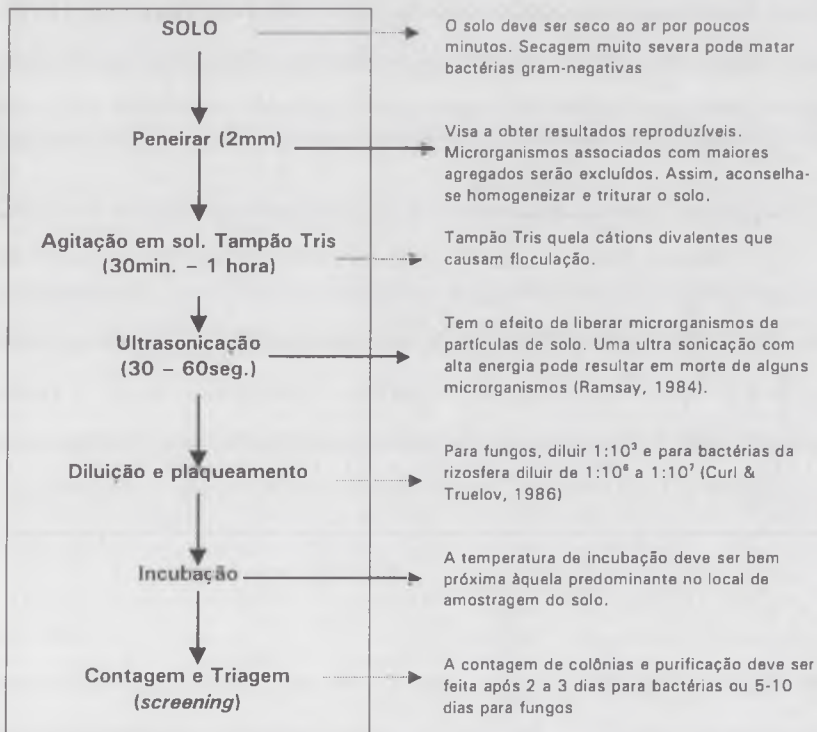 SOLO
O solo deve ser seco ao ar por poucos
minutos. Secagem muito severa pode matar
bactérias gram-negativas
Peneirar (2mm)
Visa a obter resultados reproduzíveis.
Microrganismos associados com maiores
agregados serão excluídos. Assim, aconselha-
se homogeneizar e triturar o solo.
Agitação em sol. Tampão Tris
(30min. – 1 hora)
Tampão Tris quela cátions divalentes que
causam floculação.
Ultrasonicação
(30 – 60seg.)
Tem o efeito de liberar microrganismos de
partículas de solo. Uma ultra sonicação com
alta energia pode resultar em morte de alguns
microrganismos (Ramsay, 1984).
Diluição e plaqueamento
Para fungos, diluir 1:10³ e para bactérias da
rizosfera diluir de 1:10⁶ a 1:10⁷ (Curl &
Truelov, 1986)
Incubação
A temperatura de incubação deve ser bem
próxima àquela predominante no local de
amostragem do solo.
Contagem e Triagem
(screening)
A contagem de colônias e purificação deve ser
feita após 2 a 3 dias para bactérias ou 5-10
dias para fungos